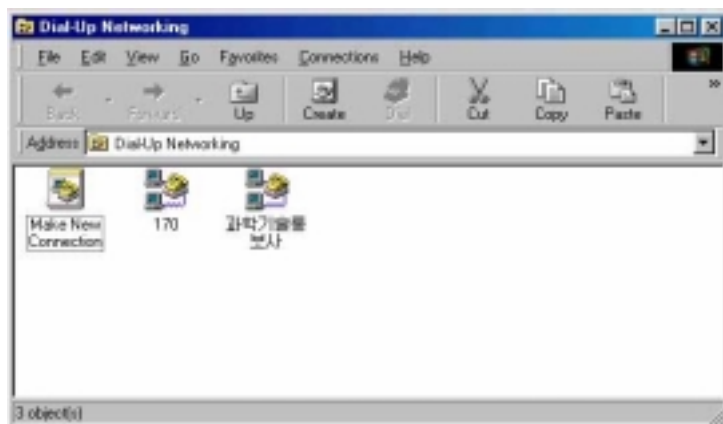 Dial-Up Networking
File Edit View Go Favorites Connections Help
Back Forward Up Create Dial Cut Copy Paste »
Address Dial-Up Networking
Make New
Connection
170
과학기술통
보사
3 object(s)